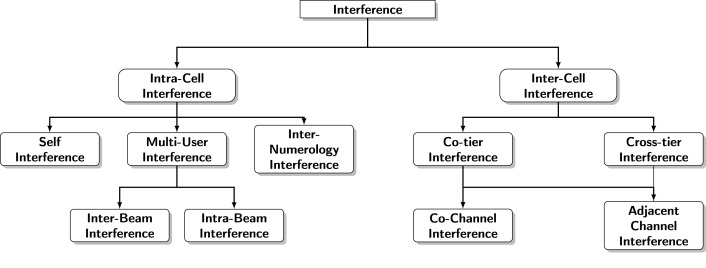 Interference
Intra-Cell
Interference
Inter-Cell
Interference
Self
Interference
Multi-User
Interference
Inter-
Numerology
Interference
Co-tier
Interference
Cross-tier
Interference
Inter-Beam
Interference
Intra-Beam
Interference
Co-Channel
Interference
Adjacent
Channel
Interference